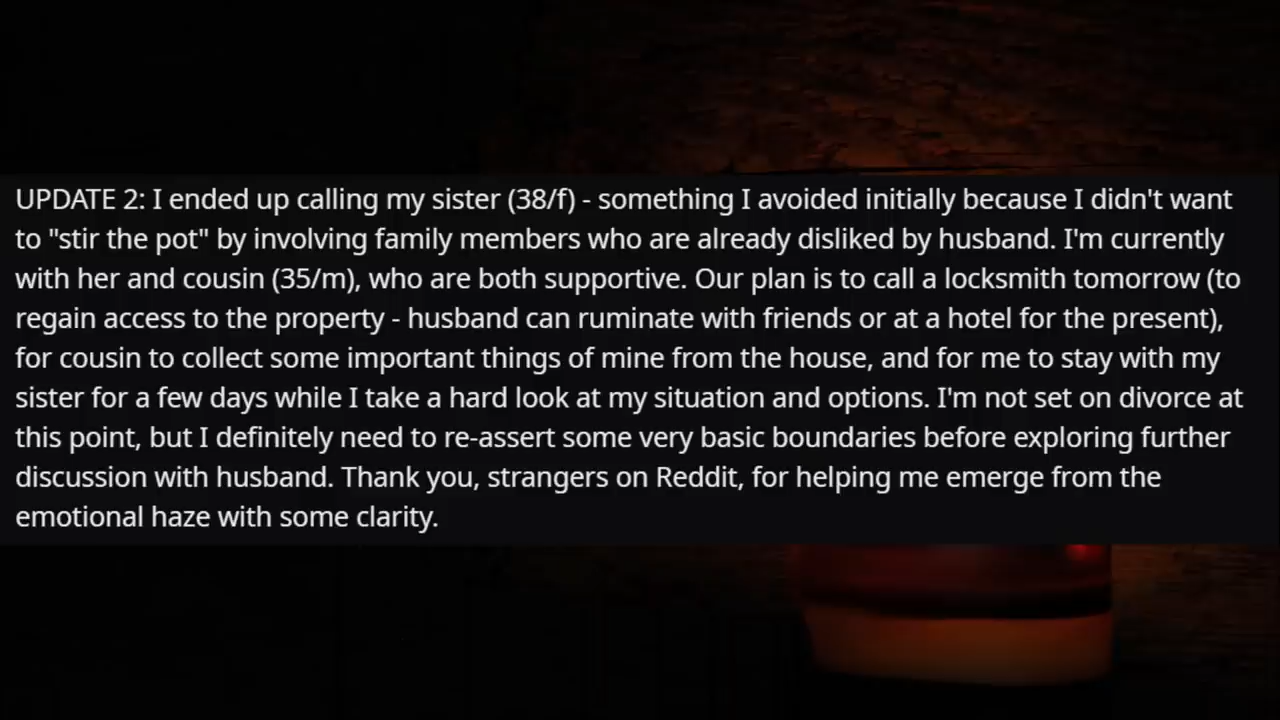 UPDATE 2: I ended up calling my sister (38/f) - something I avoided initially because I didn't want
to "stir the pot" by involving family members who are already disliked by husband. I'm currently
with her and cousin (35/m), who are both supportive. Our plan is to call a locksmith tomorrow (to
regain access to the property - husband can ruminate with friends or at a hotel for the present),
for cousin to collect some important things of mine from the house, and for me to stay with my
sister for a few days while I take a hard look at my situation and options. I'm not set on divorce at
this point, but I definitely need to re-assert some very basic boundaries before exploring further
discussion with husband. Thank you, strangers on Reddit, for helping me emerge from the
emotional haze with some clarity.